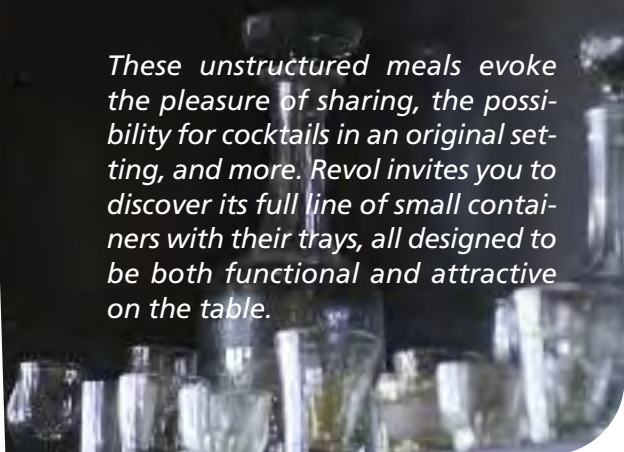 These unstructured meals evoke
the pleasure of sharing, the possi-
bility for cocktails in an original set-
ting, and more. Revol invites you to
discover its full line of small contai-
ners with their trays, all designed to
be both functional and attractive
on the table.